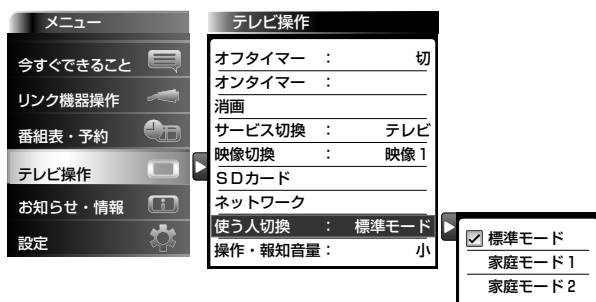 メニュー
今すぐできること
リンク機器操作
番組表・予約
テレビ操作
お知らせ・情報
設定
テレビ操作
オフタイマー : 切
オンタイマー :
消画
サービス切換 : テレビ
映像切換 : 映像1
SDカード
ネットワーク
使う人切換 : 標準モード
操作・報知音量 : 小
標準モード
家庭モード1
家庭モード2